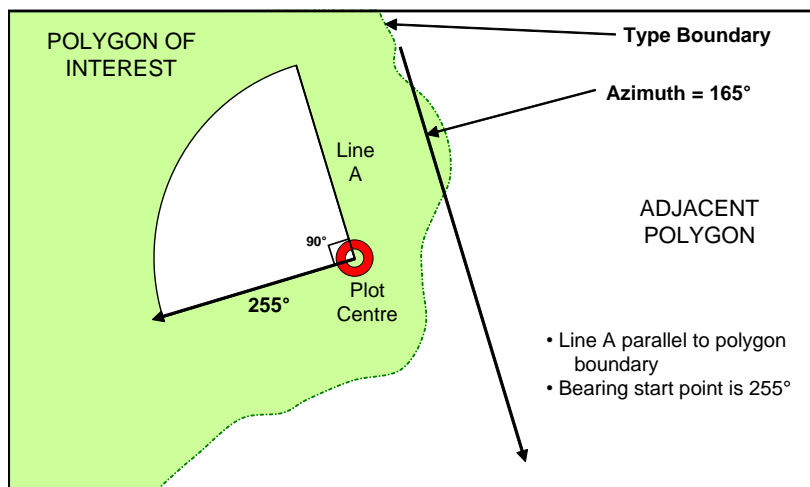 POLYGON OF
INTEREST
Type Boundary
Azimuth = 165°
Line
A
ADJACENT
POLYGON
90°
255°
Plot
Centre
• Line A parallel to polygon
boundary
• Bearing start point is 255°